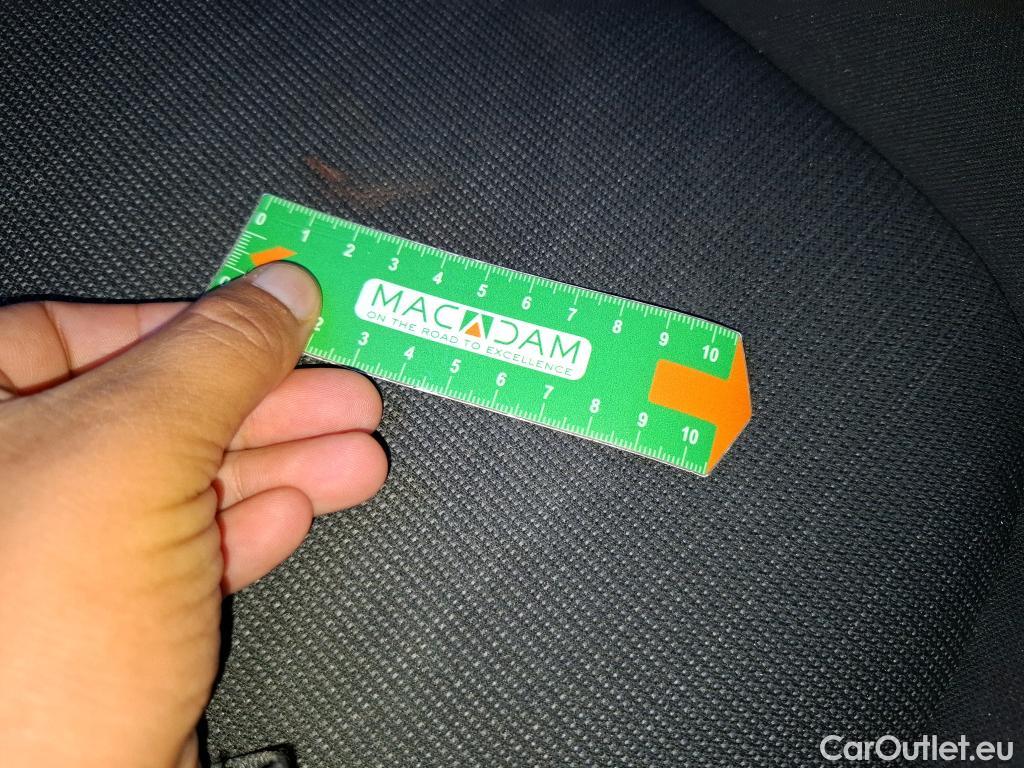 0 1 2 3 4 5 6 7 8 9 10
MACADAM
ON THE ROAD TO EXCELLENCE
2 3 4 5 6 7 8 9 10
CarOutlet.eu